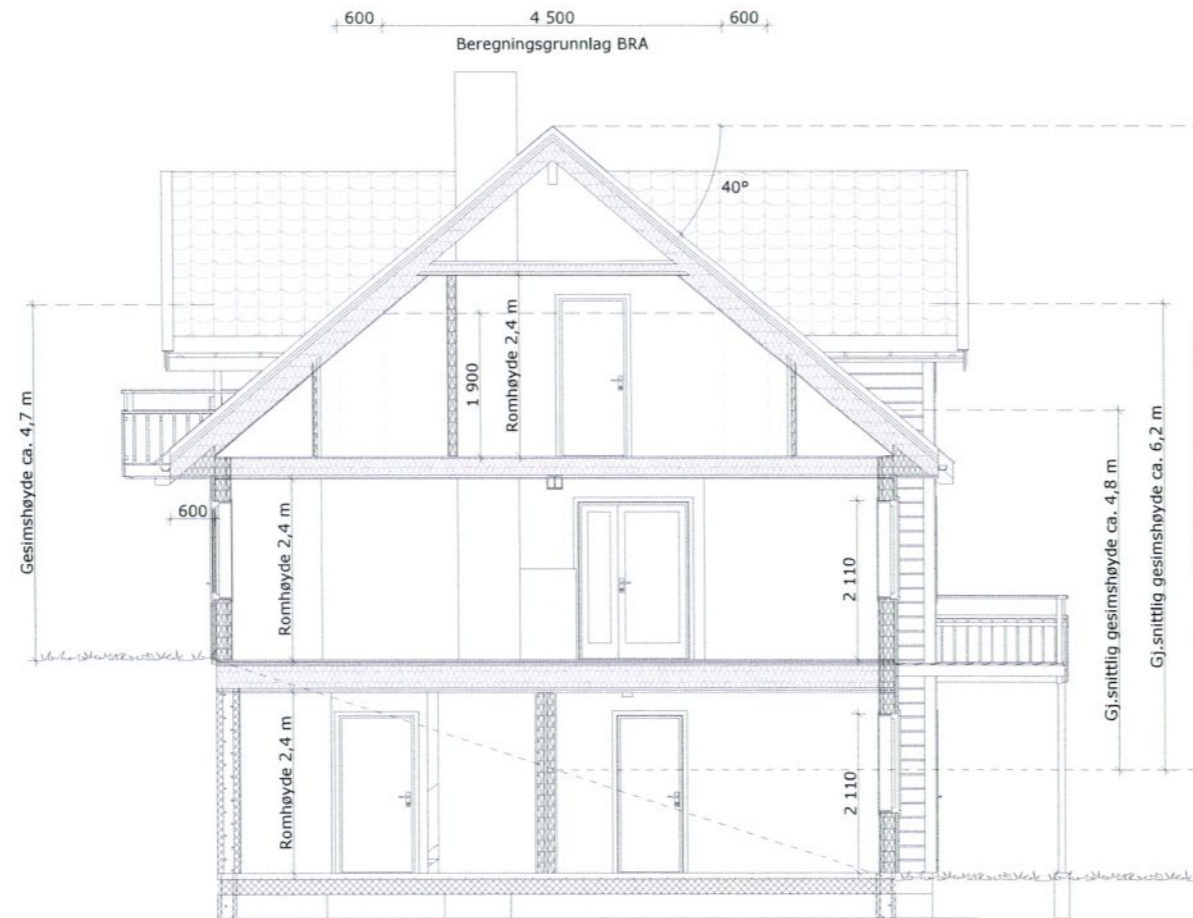 600 4 500 600
Beregningsgrunnlag BRA
40°
1 900
Romhøyde 2,4 m
Gesimshøyde ca. 4,7 m
600
Romhøyde 2,4 m
2 110
Gj.snittlig gesimshøyde ca. 4,8 m
Gj.snittlig gesimshøyde ca. 6,2 m
Romhøyde 2,4 m
2 110